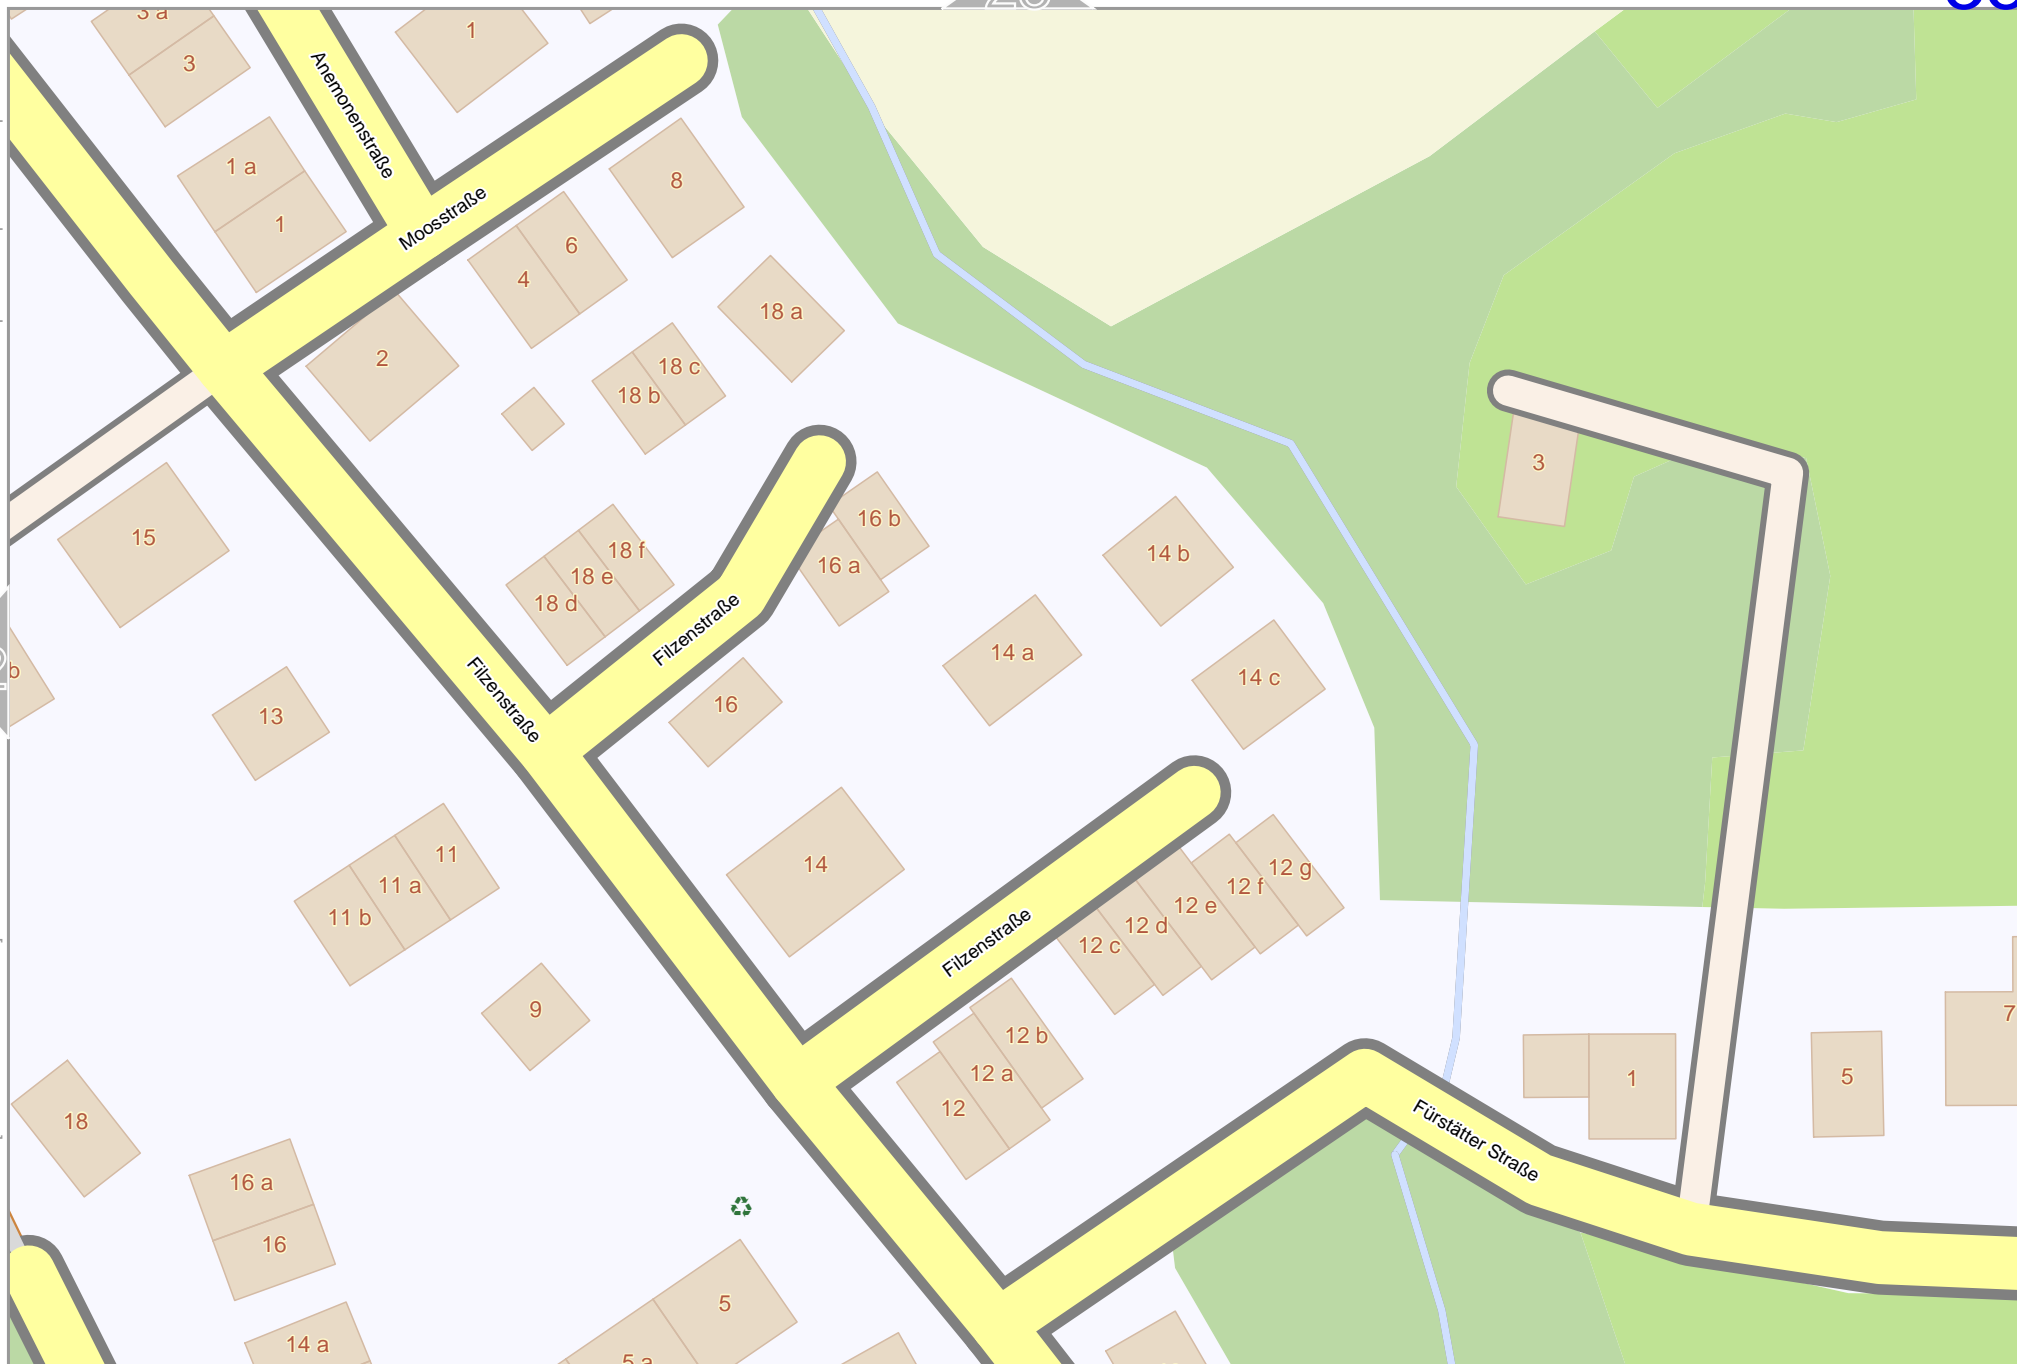 3 a
1
3
Anemonenstraße
1 a
8
Moosstraße
1
6
4
18 a
2
18 c
18 b
3
16 b
15
18 f
14 b
16 a
18 e
18 d
Filzenstraße
14 a
b
14 c
Filzenstraße
16
13
11
14
12 g
11 a
12 f
12 e
11 b
12 d
Filzenstraße
12 c
9
7
12 b
12 a
1
5
12
18
Fürstätter Straße
16 a
16
5
14 a
5 a